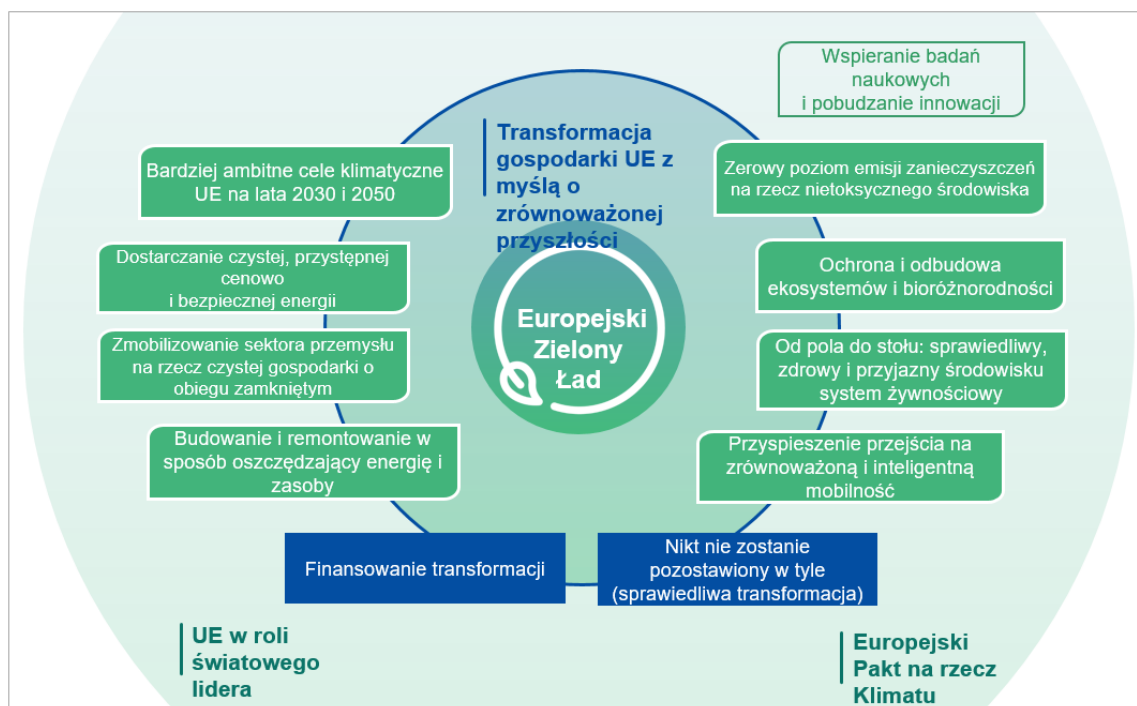 Wspieranie badań
naukowych
i pobudzanie innowacji
Transformacja
gospodarki UE z
myślą o
zrównoważonej
przyszłości
Bardziej ambitne cele klimatyczne
UE na lata 2030 i 2050
Dostarczanie czystej, przystępnej
cenowo
i bezpiecznej energii
Zmobilizowanie sektora przemysłu
na rzecz czystej gospodarki o
obiegu zamkniętym
Budowanie i remontowanie w
sposób oszczędzający energię i
zasoby
Europejski
Zielony
Ład
Zerowy poziom emisji zanieczyszczeń
na rzecz nietoksycznego środowiska
Ochrona i odbudowa
ekosystemów i bioróżnorodności
Od pola do stołu: sprawiedliwy,
zdrowy i przyjazny środowisku
system żywnościowy
Przyspieszenie przejścia na
zrównoważoną i inteligentną
mobilność
Finansowanie transformacji
Nikt nie zostanie
pozostawiony w tyle
(sprawiedliwa transformacja)
UE w roli
światowego
lidera
Europejski
Pakt na rzecz
Klimatu